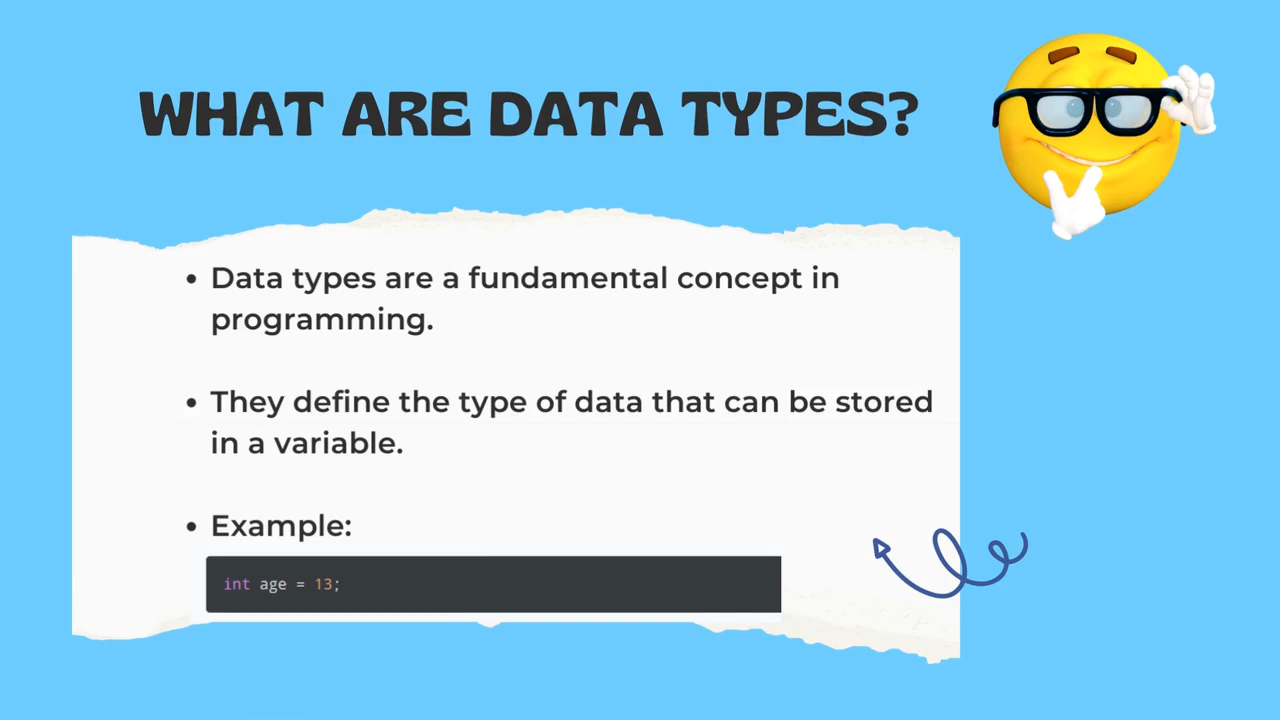 WHAT ARE DATA TYPES?
• Data types are a fundamental concept in
programming.
• They define the type of data that can be stored
in a variable.
• Example:
int age = 13;